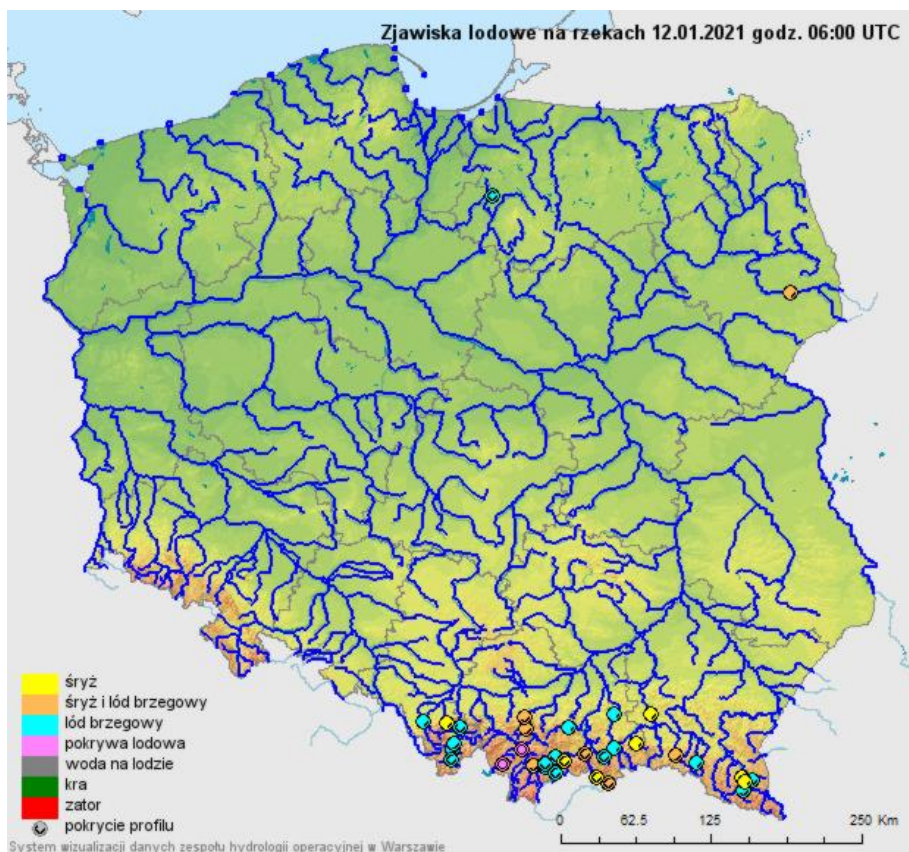 Zjawiska lodowe na rzekach 12.01.2021 godz. 06:00 UTC
śryż
śryż i lód brzegowy
lód brzegowy
pokrywa lodowa
woda na lodzie
kra
zator
pokrycie profilu
0 62.5 125 250 Km
System wizualizacji danych zespołu hydrologii operacyjnej w Warszawie